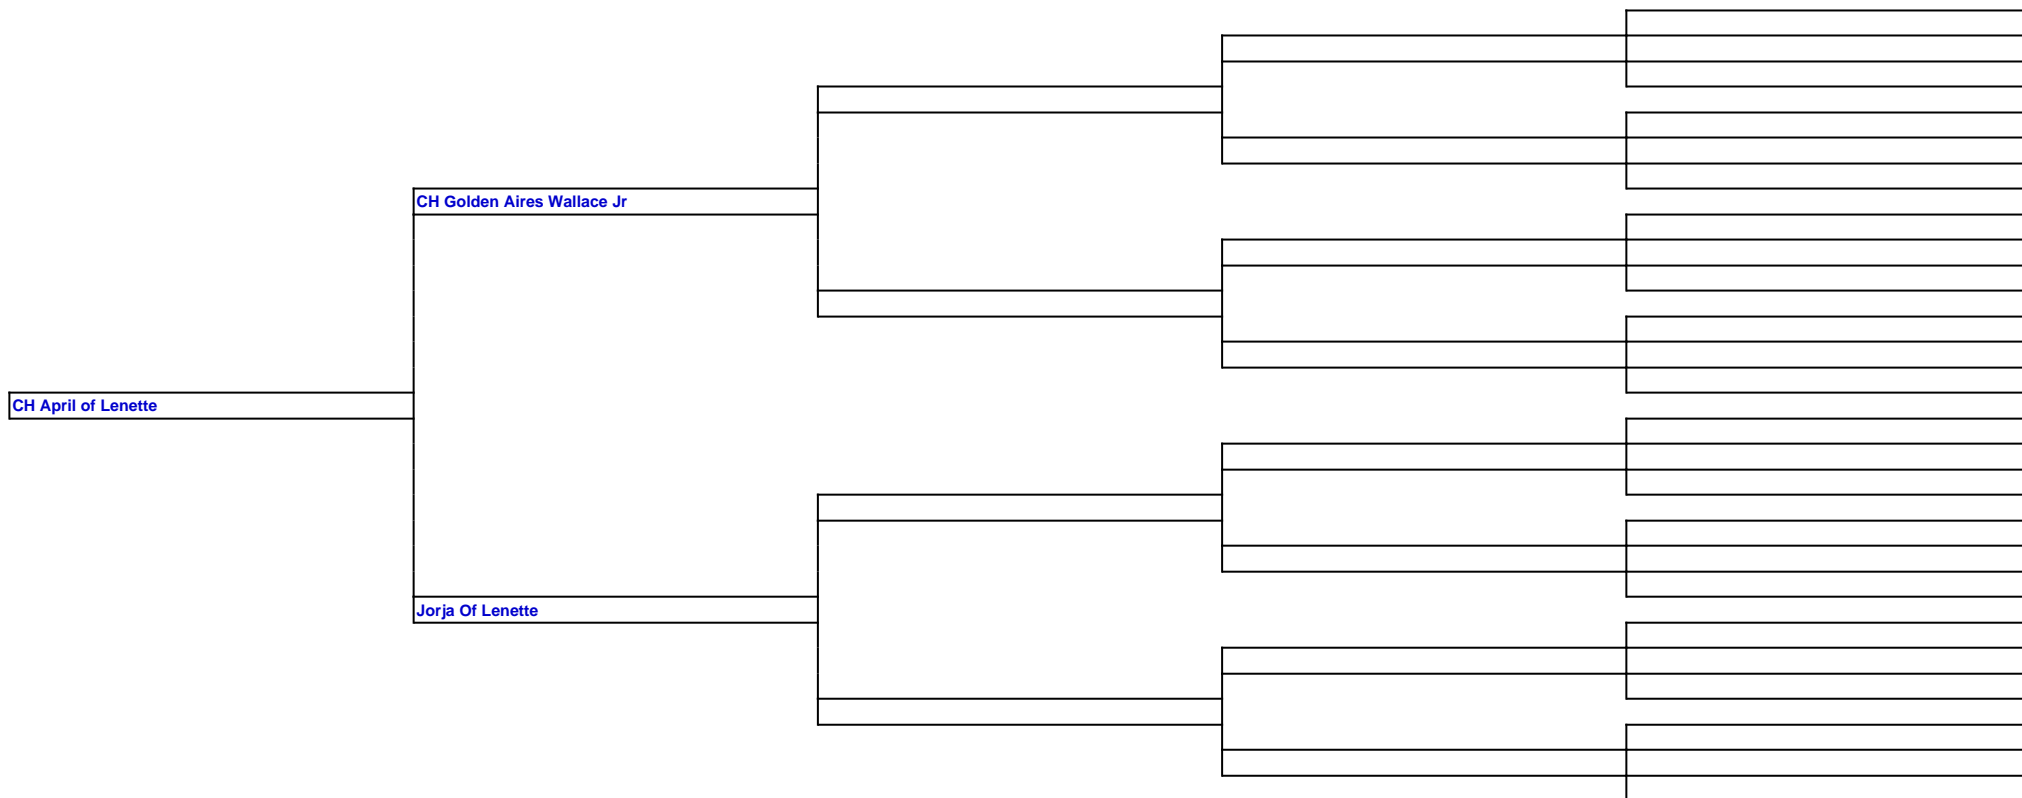 CH Golden Aires Wallace Jr
CH April of Lenette
Jorja Of Lenette